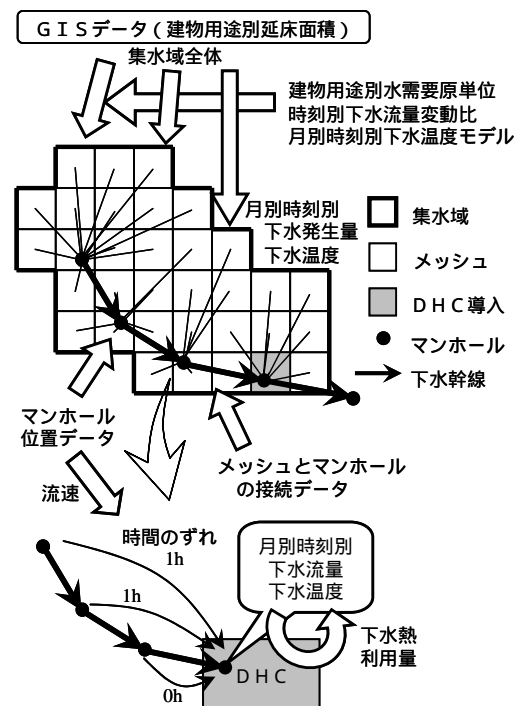 ＧＩＳデータ（建物用途別延床面積）
集水域全体
建物用途別水需要原単位
時刻別下水流量変動比
月別時刻別下水温度モデル
月別時刻別
下水発生量
下水温度
集水域
メッシュ
ＤＨＣ導入
マンホール
下水幹線
マンホール
位置データ
メッシュとマンホール
の接続データ
流速
時間のずれ
1h
1h
0h
月別時刻別
下水流量
下水温度
下水熱
利用量
ＤＨＣ